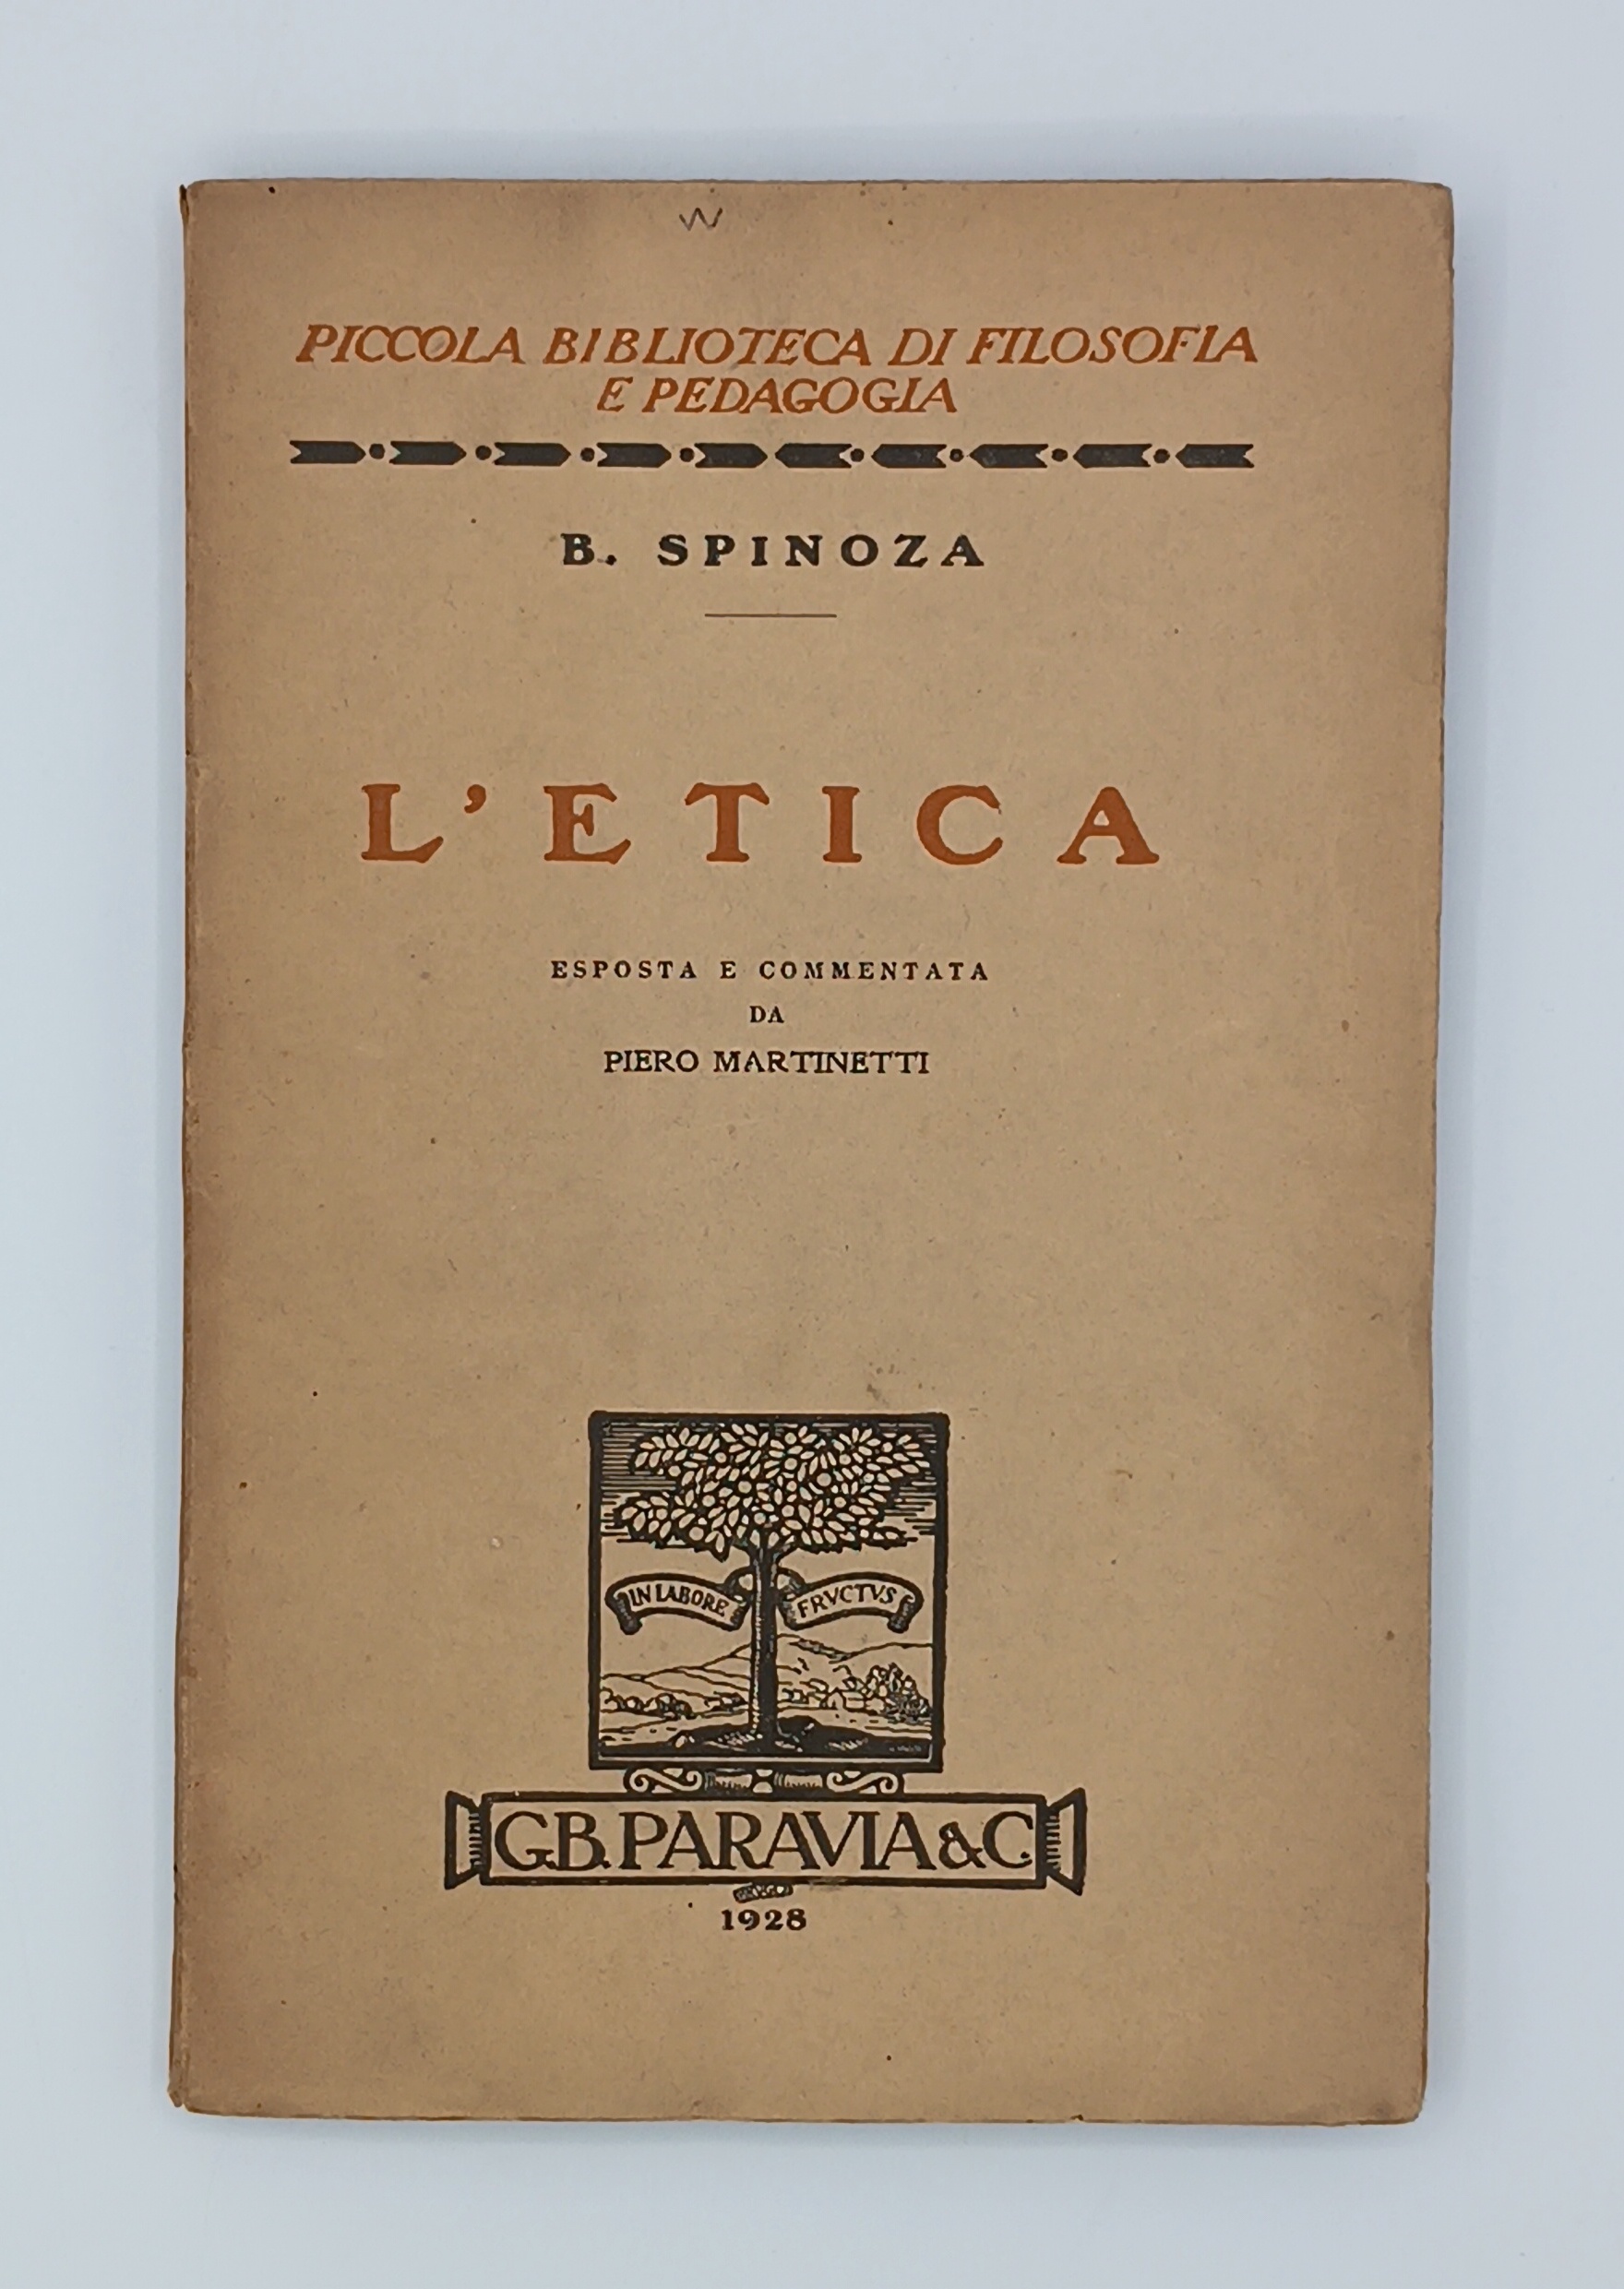 PICCOLA BIBLIOTECA DI FILOSOFIA
E PEDAGOGIA
B. SPINOZA
L'ETICA
ESPOSTA E COMMENTATA
DA
PIERO MARTINETTI
IN LABORE FRVCTVS
G.B. PARAVIA & C.
1928